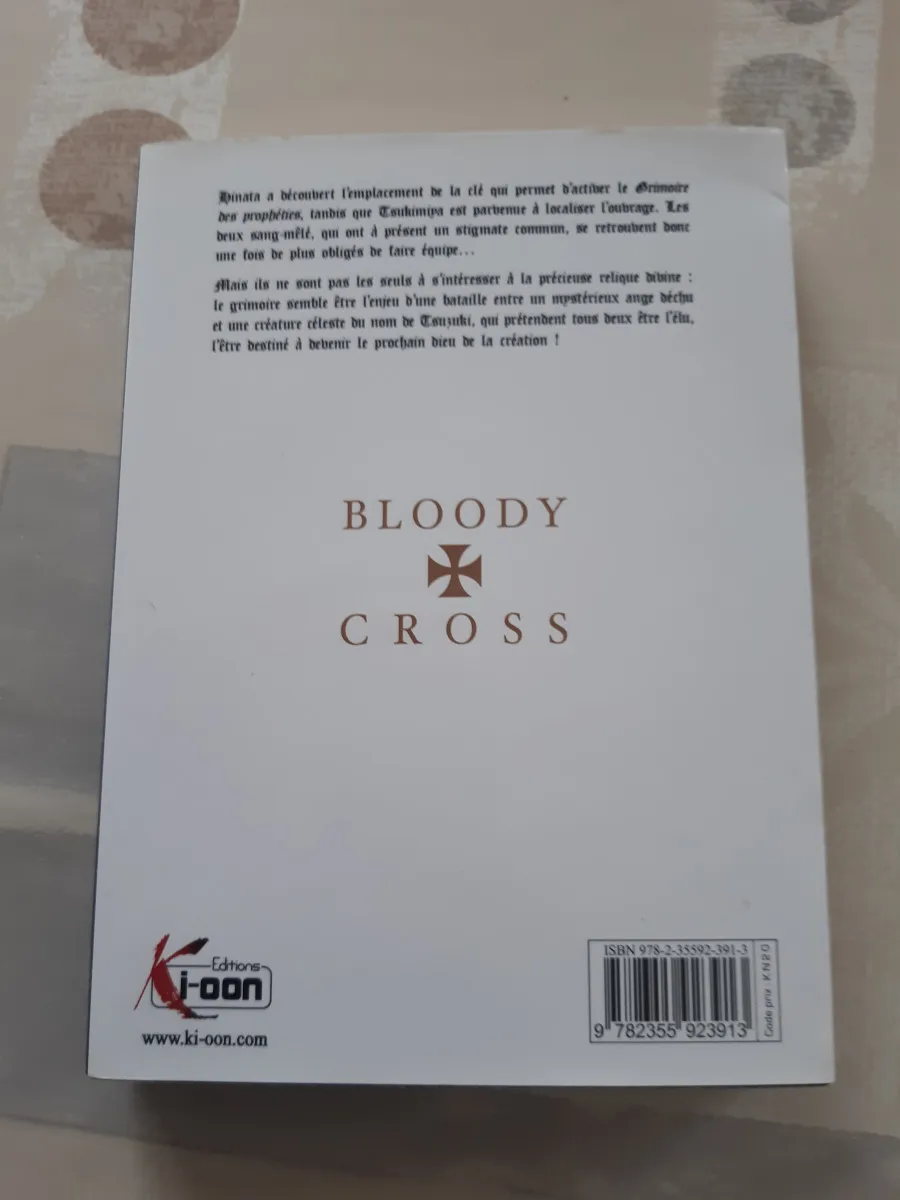 Hinata a découvert l'emplacement de la clé qui permet d'activer le Grimoire
des prophéties, tandis que Tsukimiya est parvenue à localiser l'ouvrage. Les
deux sang-mêlé, qui ont à présent un stigmate commun, se retrouvent donc
une fois de plus obligés de faire équipe...
Mais ils ne sont pas les seuls à s'intéresser à la précieuse relique divine :
le grimoire semble être l'enjeu d'une bataille entre un mystérieux ange déchu
et une créature céleste du nom de Tsuzuki, qui prétendent tous deux être l'élu,
l'être destiné à devenir le prochain dieu de la création !
BLOODY
CROSS
Editions
Ki-oon
www.ki-oon.com
ISBN 978-2-35592-391-3
9 782355 923913
Code prix : KN20